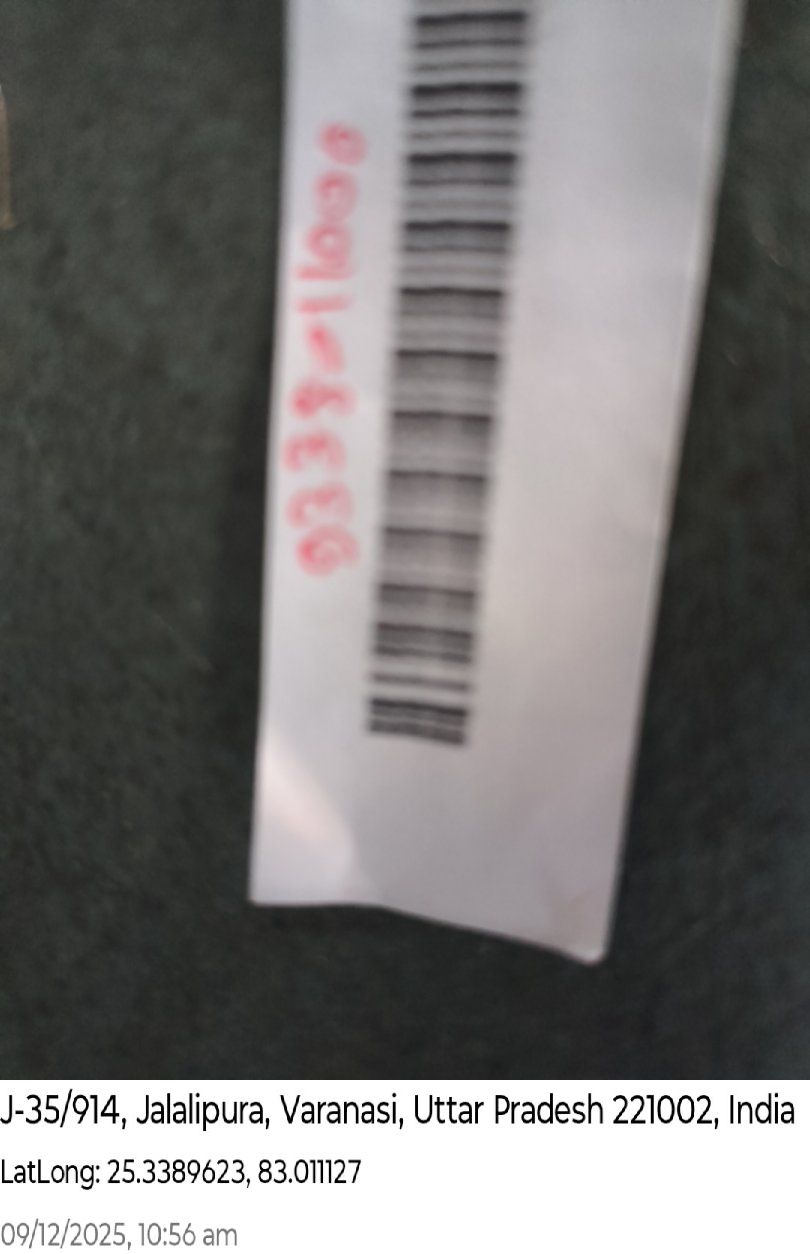 9338-11000
J-35/914, Jalalipura, Varanasi, Uttar Pradesh 221002, India
LatLong: 25.3389623, 83.011127
09/12/2025, 10:56 am